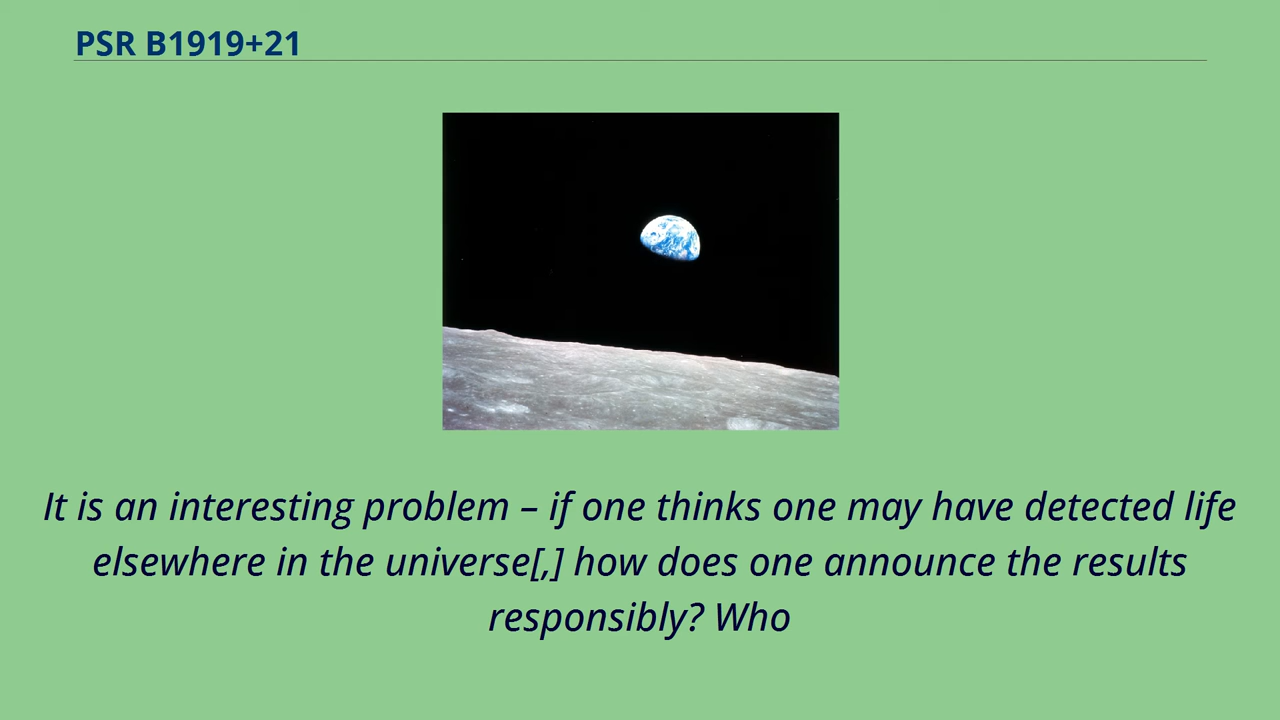 PSR B1919+21
It is an interesting problem – if one thinks one may have detected life
elsewhere in the universe[,] how does one announce the results
responsibly? Who